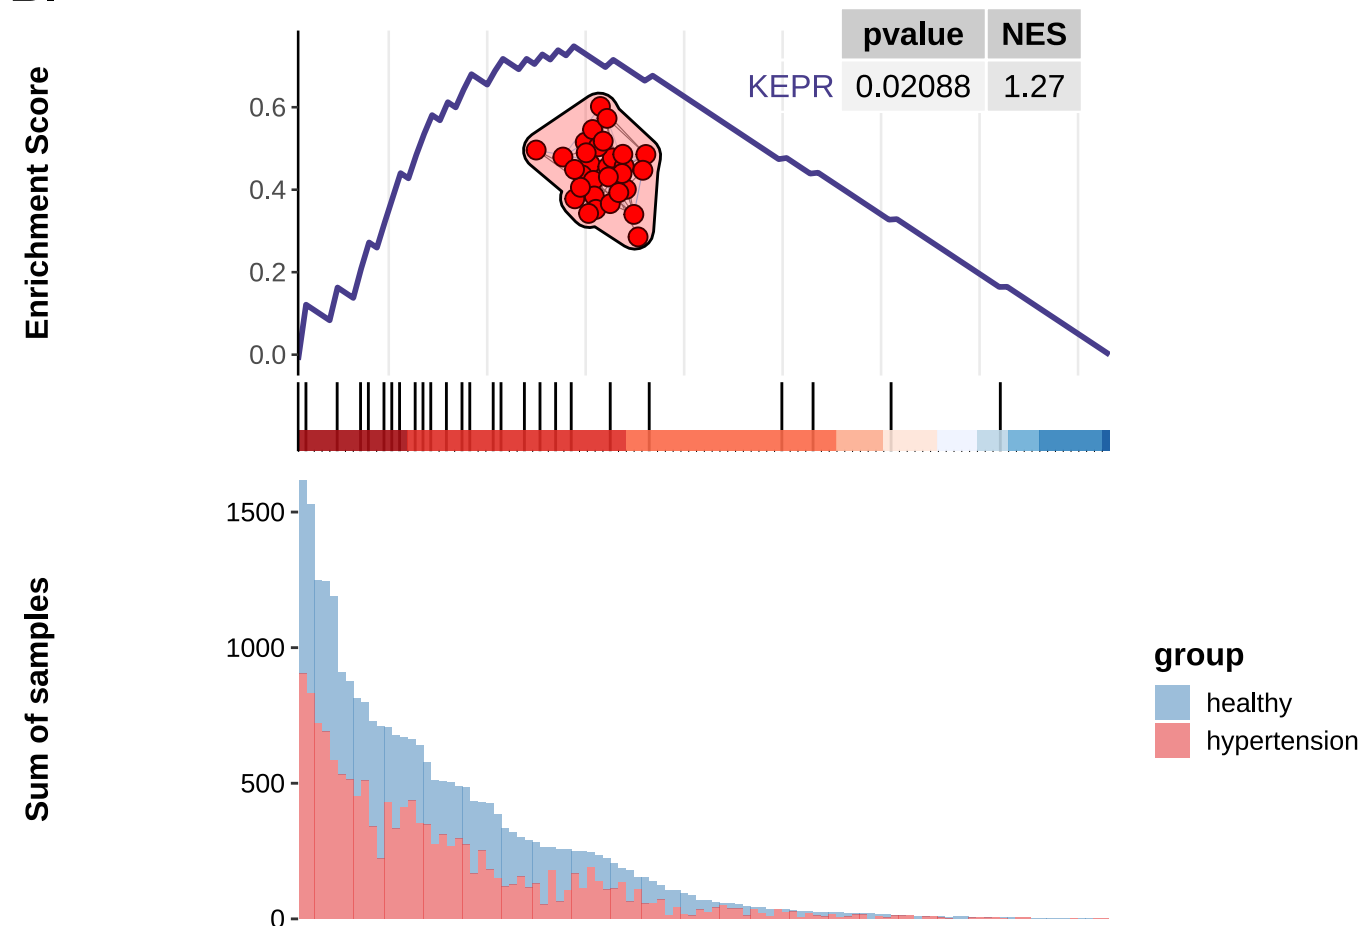 pvalue NES
KEPR 0.02088 1.27
Enrichment Score
0.6
0.4
0.2
0.0
Sum of samples
1500
1000
500
0
group
healthy
hypertension